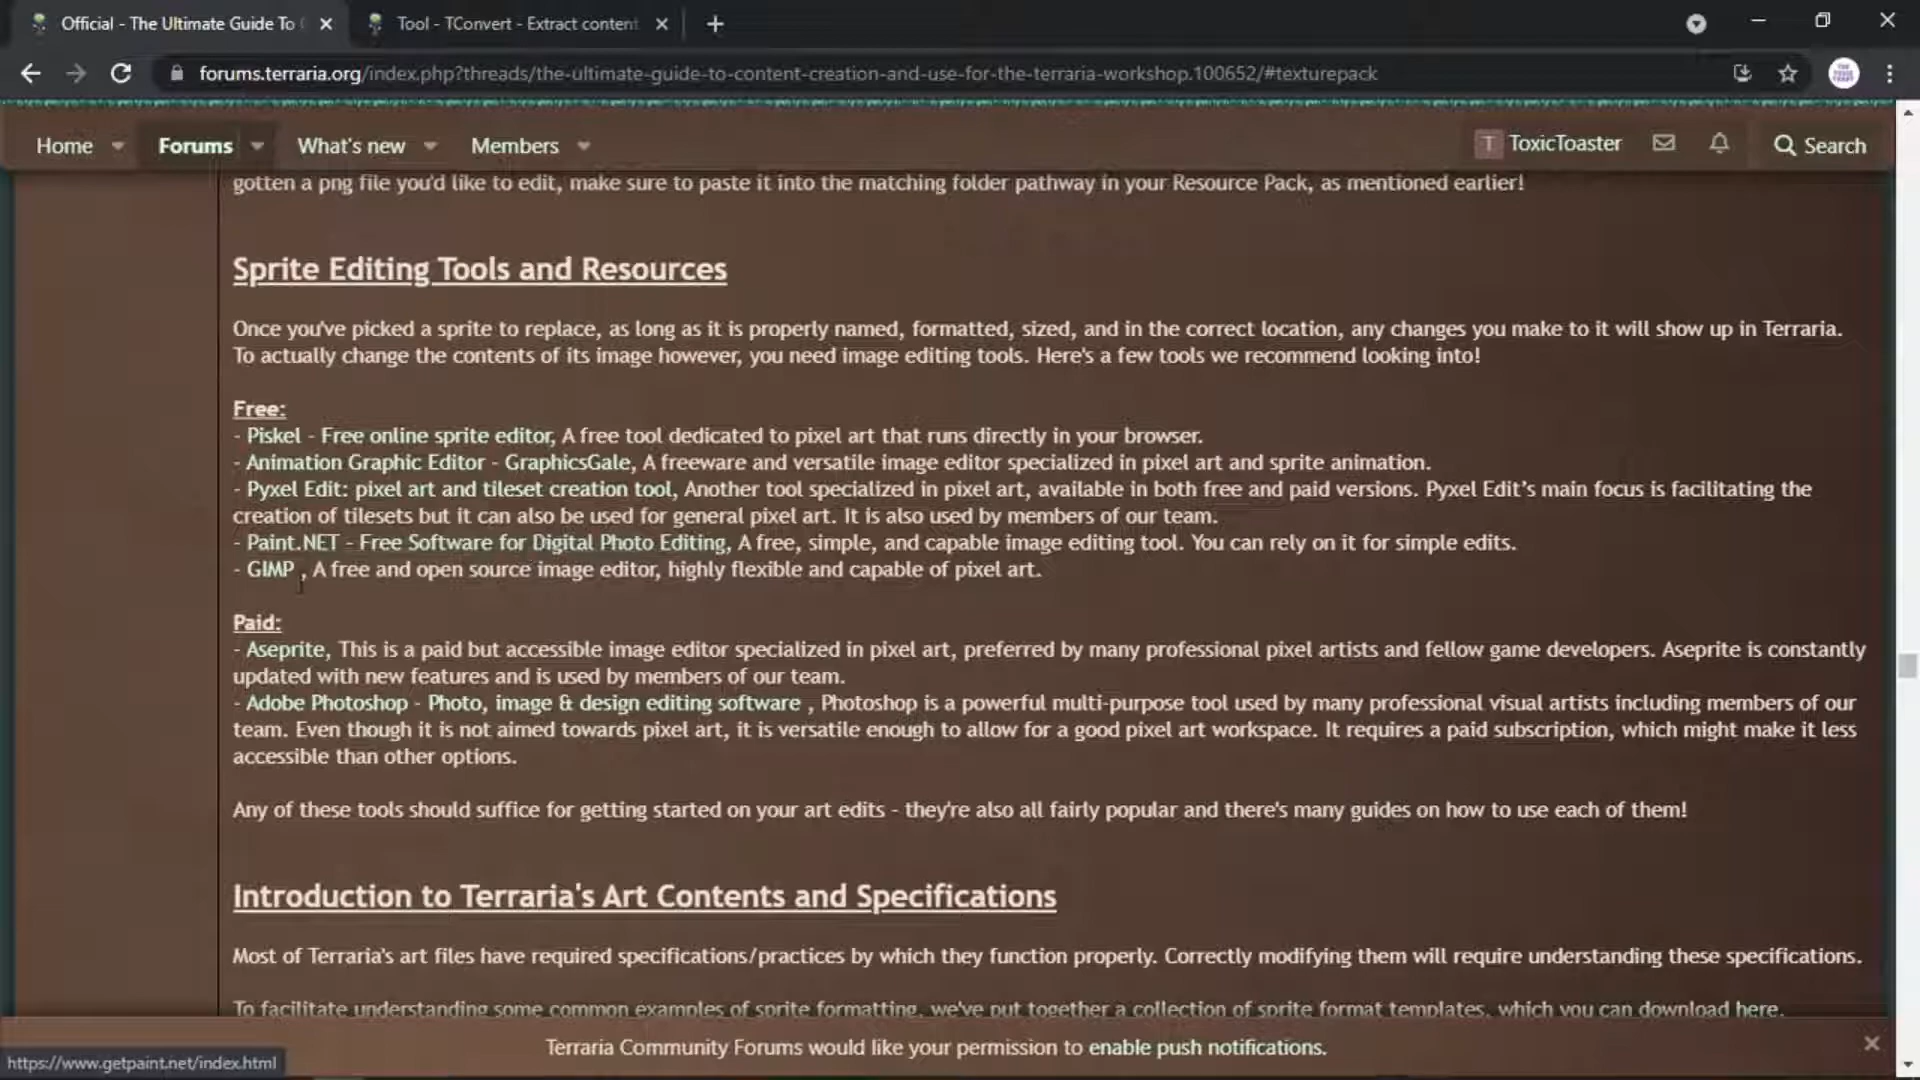 Official - The Ultimate Guide To
Tool - TConvert - Extract content
forums.terraria.org/index.php?threads/the-ultimate-guide-to-content-creation-and-use-for-the-terraria-workshop.100652/#texturepack
Home
Forums
What's new
Members
T
ToxicToaster
Search
gotten a png file you'd like to edit, make sure to paste it into the matching folder pathway in your Resource Pack, as mentioned earlier!
Sprite Editing Tools and Resources
Once you've picked a sprite to replace, as long as it is properly named, formatted, sized, and in the correct location, any changes you make to it will show up in Terraria.
To actually change the contents of its image however, you need image editing tools. Here's a few tools we recommend looking into!
Free:
- Piskel - Free online sprite editor, A free tool dedicated to pixel art that runs directly in your browser.
- Animation Graphic Editor - GraphicsGale, A freeware and versatile image editor specialized in pixel art and sprite animation.
- Pyxel Edit: pixel art and tileset creation tool, Another tool specialized in pixel art, available in both free and paid versions. Pyxel Edit's main focus is facilitating the
creation of tilesets but it can also be used for general pixel art. It is also used by members of our team.
- Paint.NET - Free Software for Digital Photo Editing, A free, simple, and capable image editing tool. You can rely on it for simple edits.
- GIMP , A free and open source image editor, highly flexible and capable of pixel art.
Paid:
- Aseprite, This is a paid but accessible image editor specialized in pixel art, preferred by many professional pixel artists and fellow game developers. Aseprite is constantly
updated with new features and is used by members of our team.
- Adobe Photoshop - Photo, image & design editing software , Photoshop is a powerful multi-purpose tool used by many professional visual artists including members of our
team. Even though it is not aimed towards pixel art, it is versatile enough to allow for a good pixel art workspace. It requires a paid subscription, which might make it less
accessible than other options.
Any of these tools should suffice for getting started on your art edits - they're also all fairly popular and there's many guides on how to use each of them!
Introduction to Terraria's Art Contents and Specifications
Most of Terraria's art files have required specifications/practices by which they function properly. Correctly modifying them will require understanding these specifications.
To facilitate understanding some common examples of sprite formatting, we've put together a collection of sprite format templates, which you can download here.
Terraria Community Forums would like your permission to enable push notifications.
https://www.getpaint.net/index.html